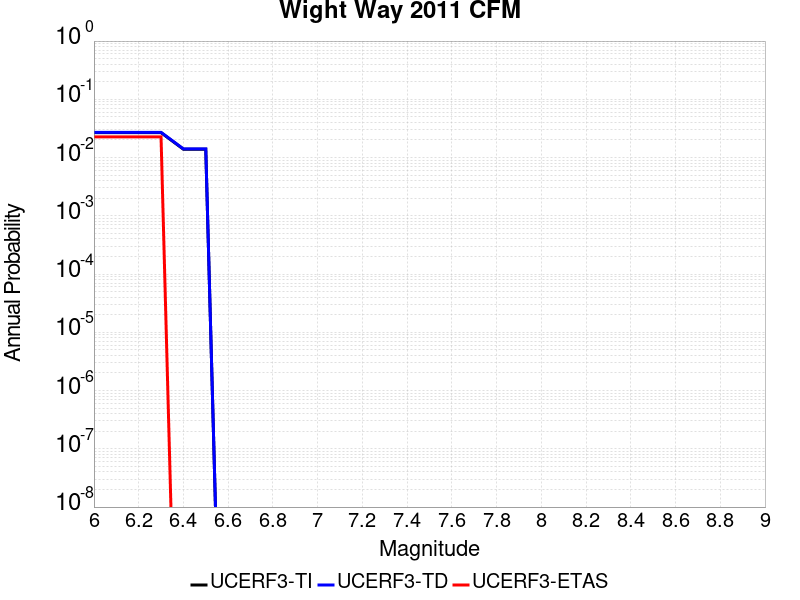 Wight Way 2011 CFM
10^0
10^-1
10^-2
10^-3
10^-4
10^-5
10^-6
10^-7
10^-8
Annual Probability
6 6.2 6.4 6.6 6.8 7 7.2 7.4 7.6 7.8 8 8.2 8.4 8.6 8.8 9
Magnitude
UCERF3-TI UCERF3-TD UCERF3-ETAS